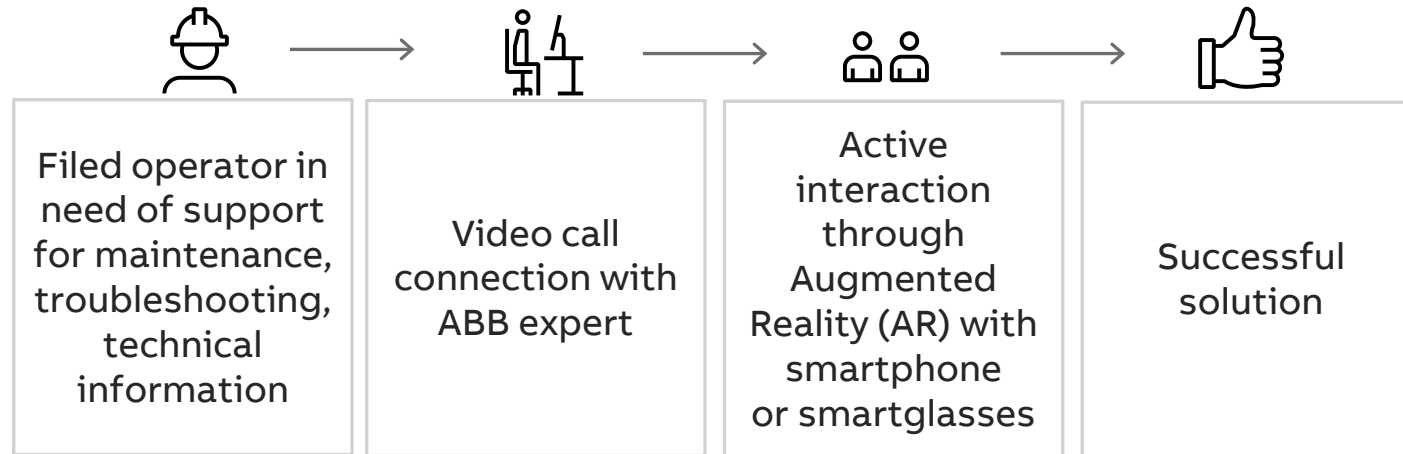 Filed operator in
need of support
for maintenance,
troubleshooting,
technical
information
Video call
connection with
ABB expert
Active
interaction
through
Augmented
Reality (AR) with
smartphone
or smartglasses
Successful
solution